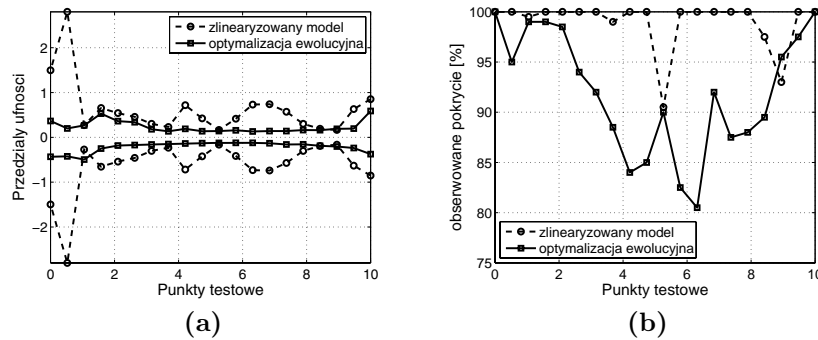 Przedziały ufności
2
1
0
−1
−2
zlinearyzowany model
optymalizacja ewolucyjna
0 2 4 6 8 10
Punkty testowe
(a)
obserwowane pokrycie [%]
100
95
90
85
80
75
zlinearyzowany model
optymalizacja ewolucyjna
0 2 4 6 8 10
Punkty testowe
(b)